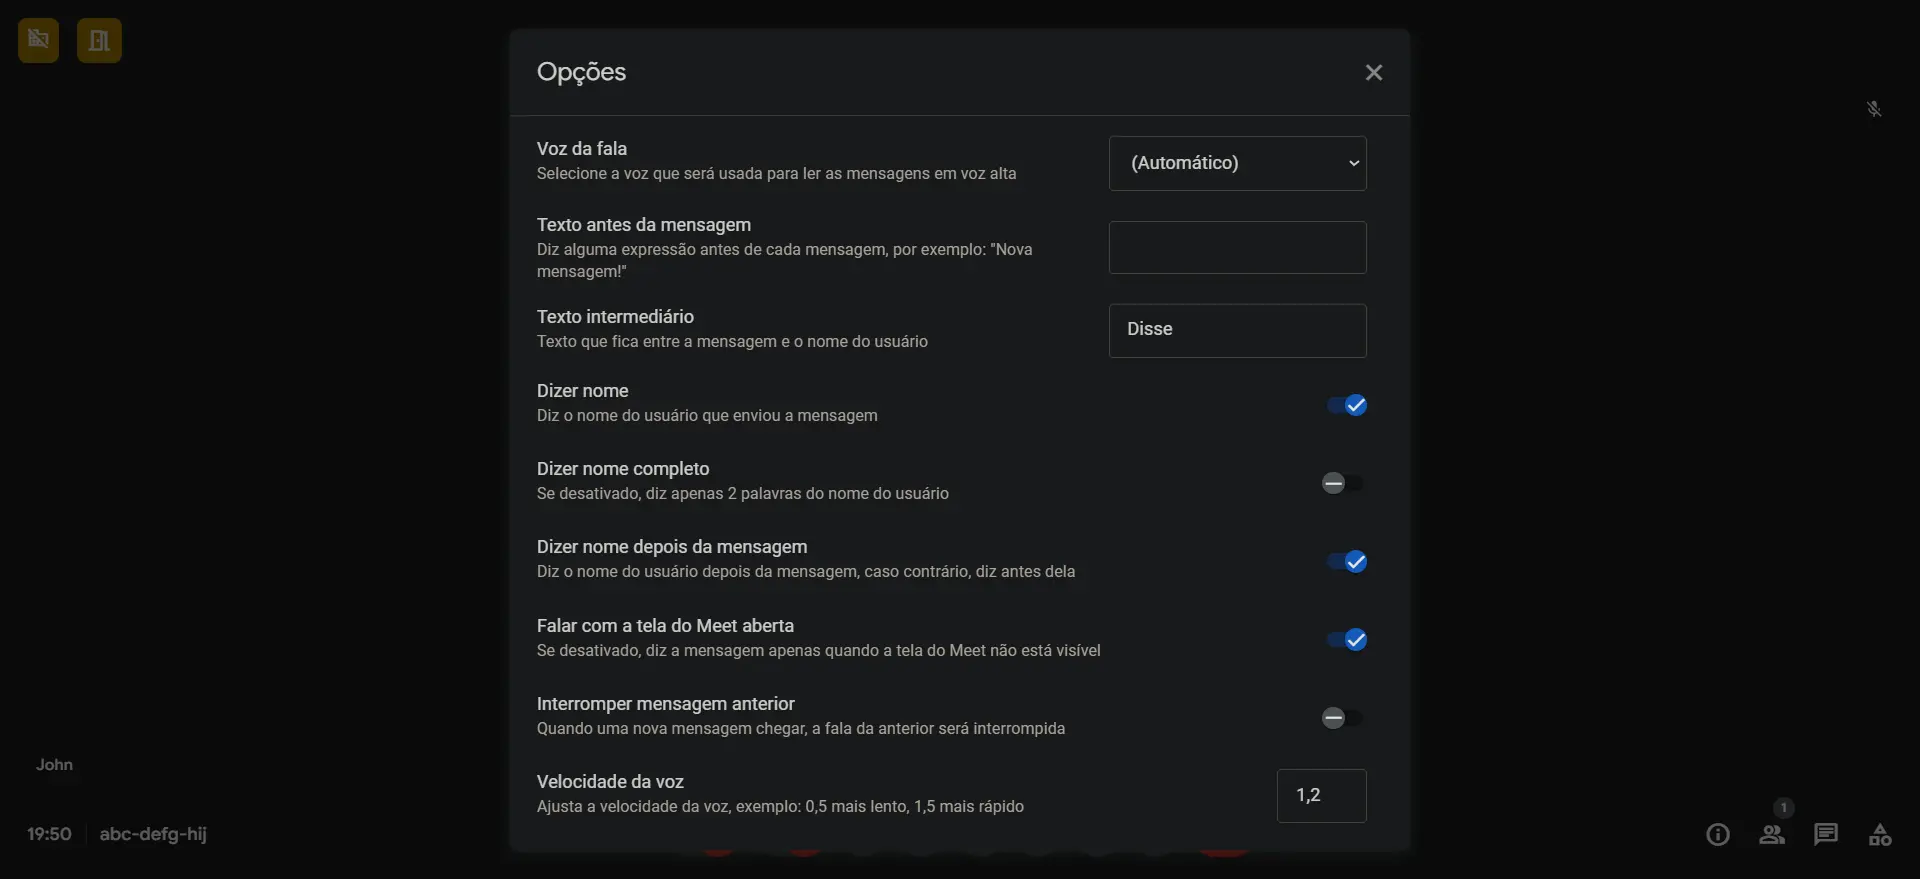 Opções
Voz da fala
Selecione a voz que será usada para ler as mensagens em voz alta
(Automático)
Texto antes da mensagem
Diz alguma expressão antes de cada mensagem, por exemplo: "Nova
mensagem!"
Texto intermediário
Texto que fica entre a mensagem e o nome do usuário
Disse
Dizer nome
Diz o nome do usuário que enviou a mensagem
Dizer nome completo
Se desativado, diz apenas 2 palavras do nome do usuário
Dizer nome depois da mensagem
Diz o nome do usuário depois da mensagem, caso contrário, diz antes dela
Falar com a tela do Meet aberta
Se desativado, diz a mensagem apenas quando a tela do Meet não está visível
Interromper mensagem anterior
Quando uma nova mensagem chegar, a fala da anterior será interrompida
Velocidade da voz
Ajusta a velocidade da voz, exemplo: 0,5 mais lento, 1,5 mais rápido
1,2
John
19:50 abc-defg-hij
1